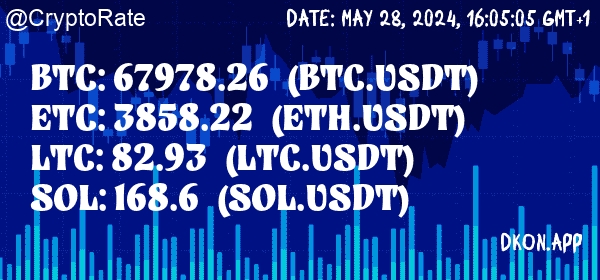 @CryptoRate
DATE: MAY 28, 2024, 16:05:05 GMT+1
BTC: 67978.26 (BTC.USDT)
ETC: 3858.22 (ETH.USDT)
LTC: 82.93 (LTC.USDT)
SOL: 168.6 (SOL.USDT)
DKON.APP